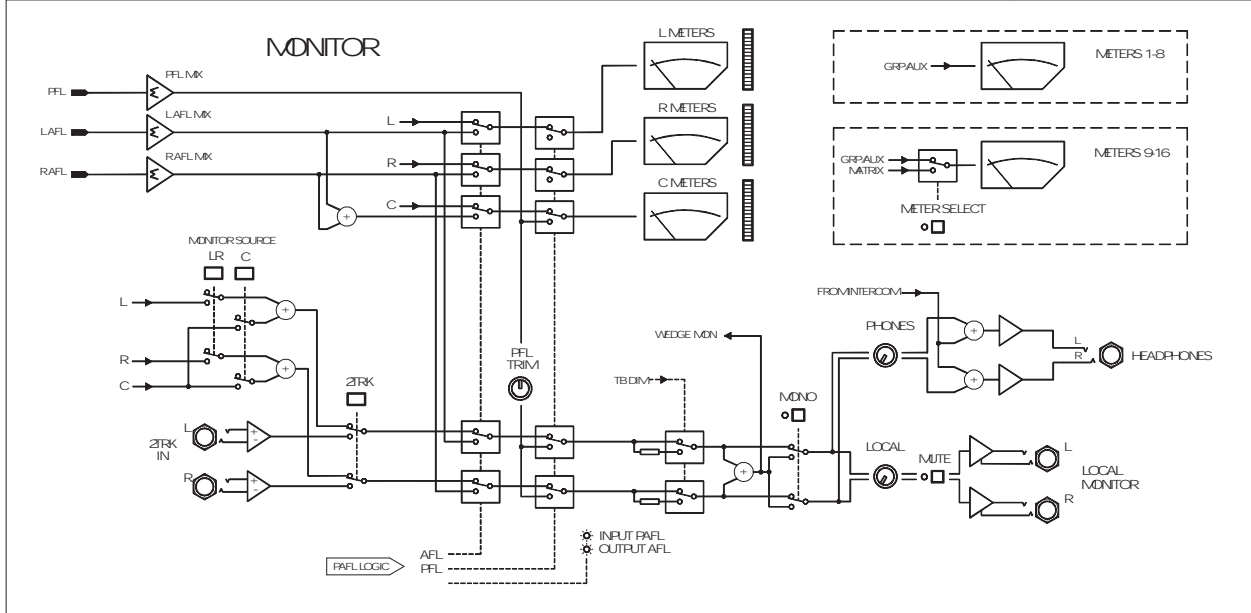 MONITOR
PFL
PFL MIX
LAFL
LAFL MIX
RAFL
RAFL MIX
Σ
Σ
Σ
L
R
C
+
L METERS
R METERS
C METERS
GRP.AUX
METERS 1-8
GRP.AUX
MATRIX
METERS 9-16
METER SELECT
MONITOR SOURCE
LR
C
L
R
C
+
+
PFL
TRIM
2TRK
2TRK
IN
L
R
+
-
+
-
WEDGE MON
TB DIM
+
MONO
FROM INTERCOM
PHONES
+
+
L
R
HEADPHONES
LOCAL
MUTE
L
R
LOCAL
MONITOR
INPUT PAFL
OUTPUT AFL
PAFL LOGIC
AFL
PFL